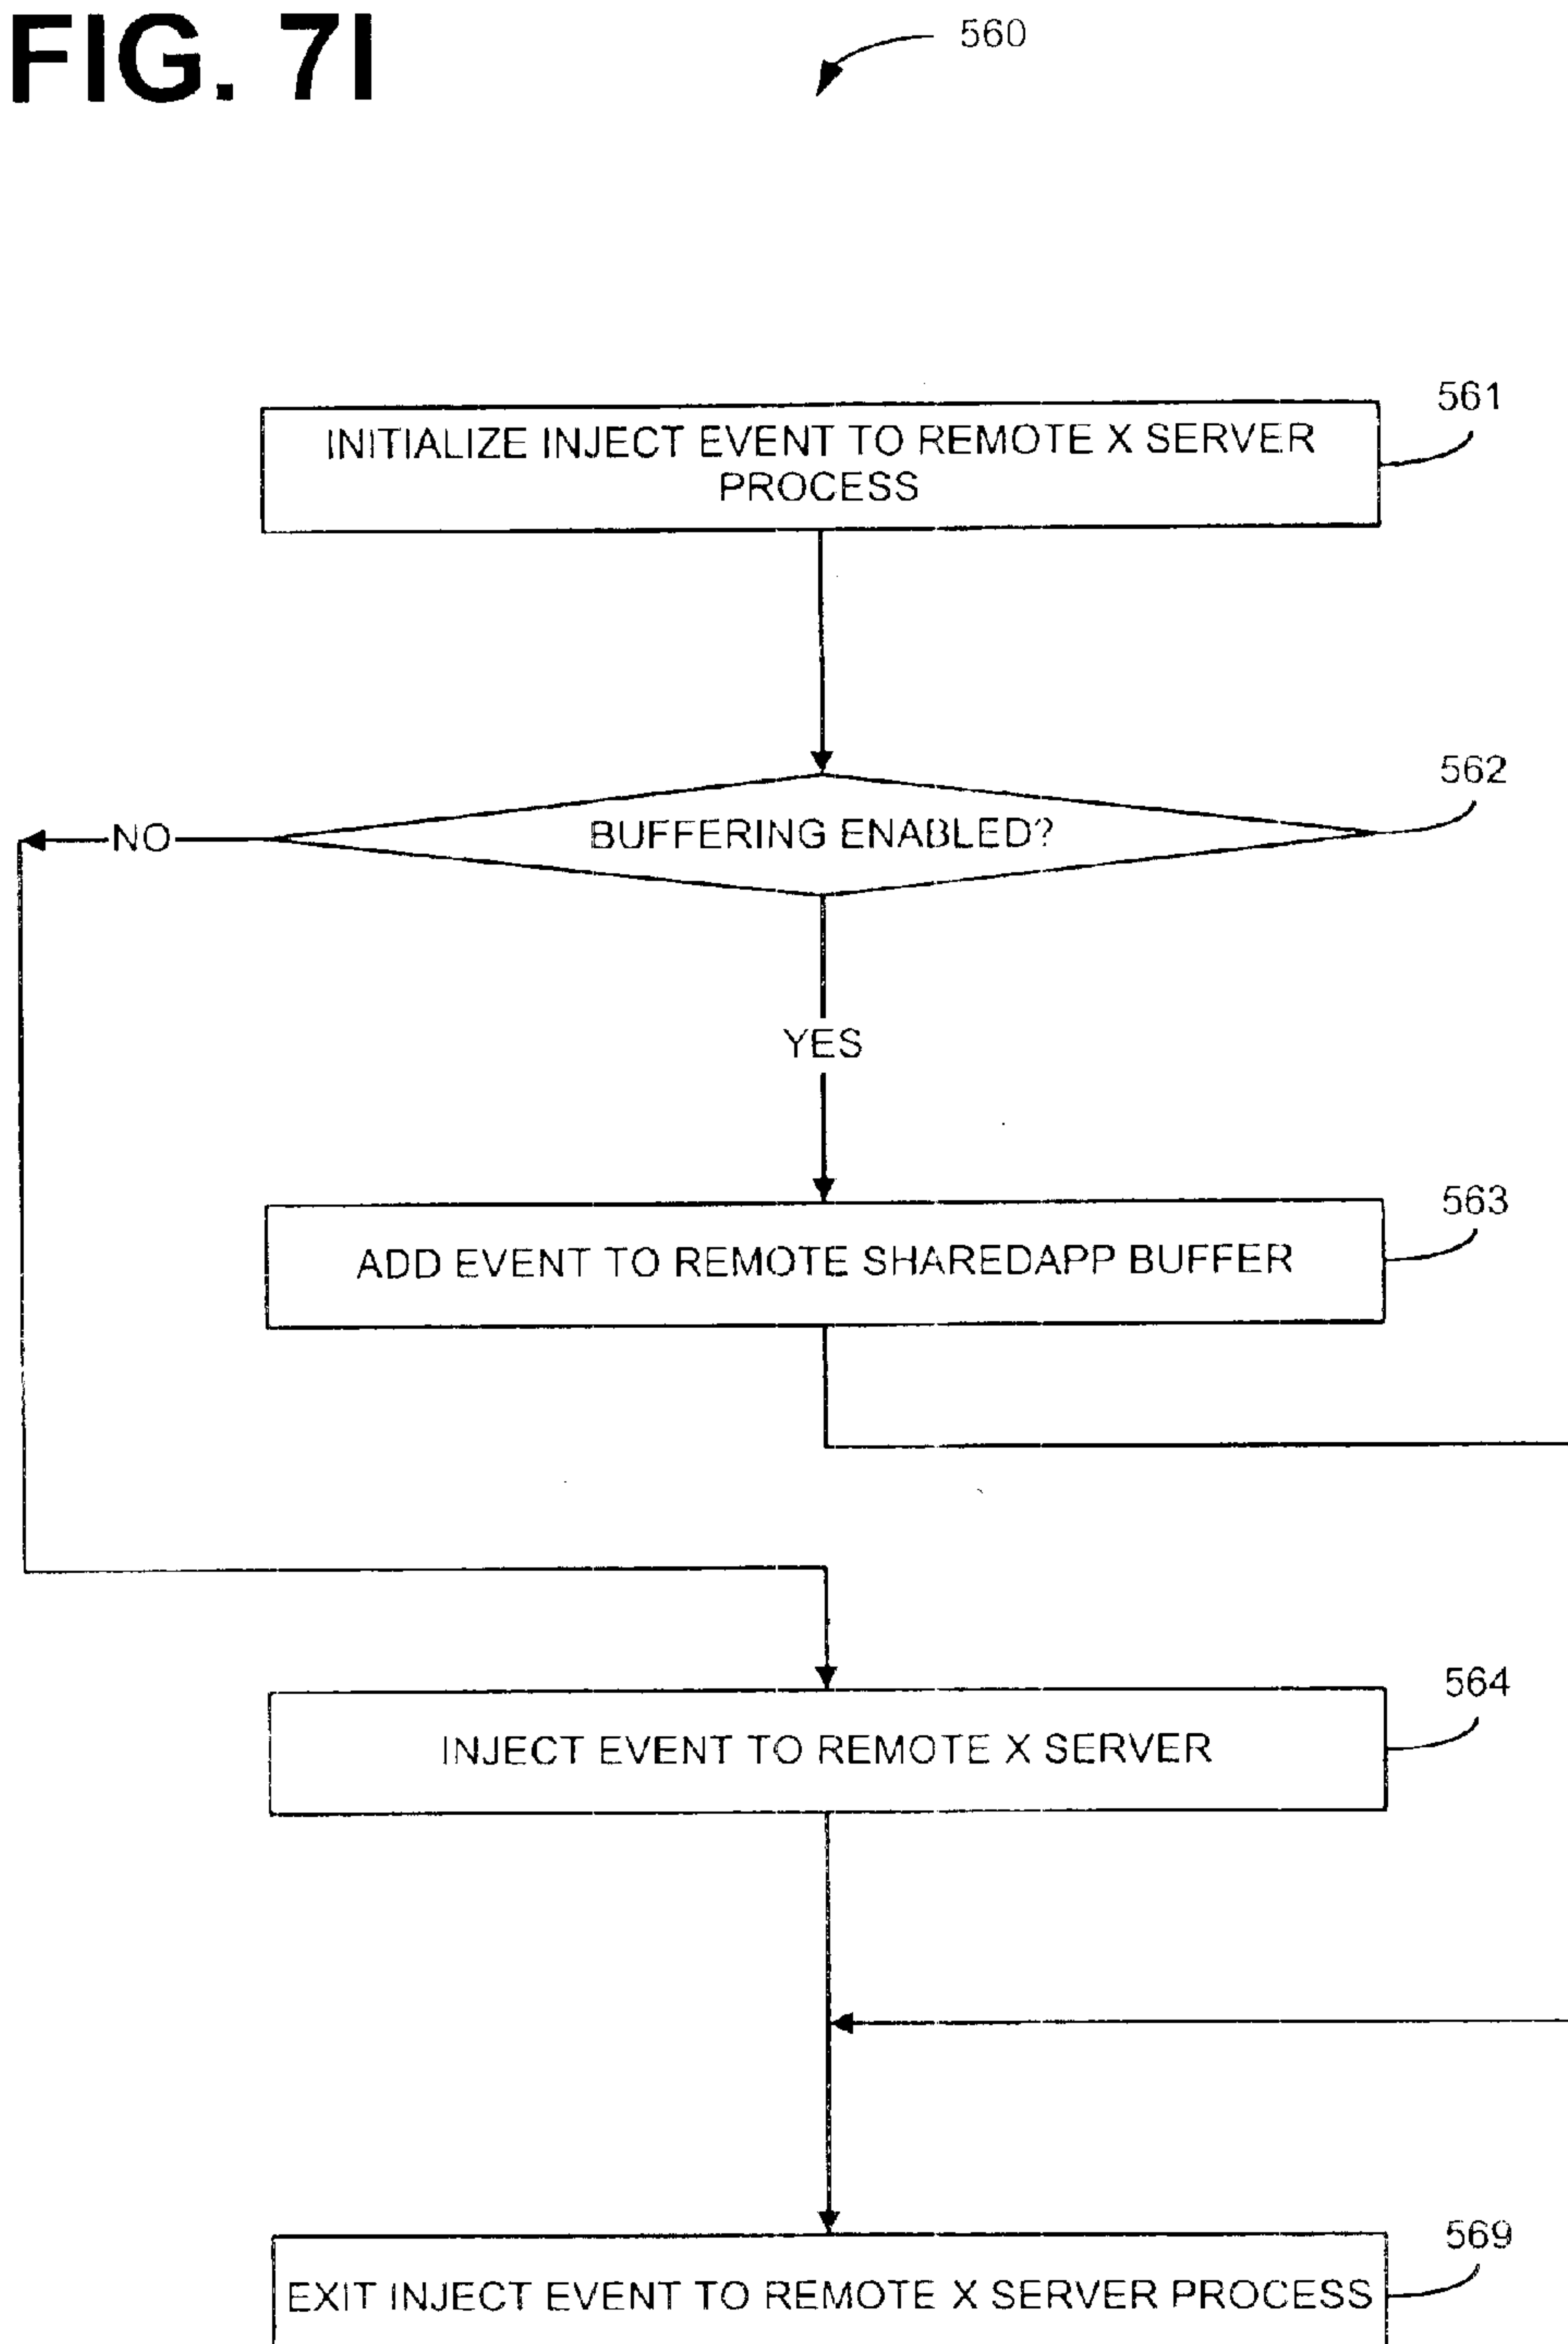 FIG. 7I
560
561
INITIALIZE INJECT EVENT TO REMOTE X SERVER
PROCESS
562
BUFFERING ENABLED?
NO
YES
563
ADD EVENT TO REMOTE SHAREDAPP BUFFER
564
INJECT EVENT TO REMOTE X SERVER
569
EXIT INJECT EVENT TO REMOTE X SERVER PROCESS